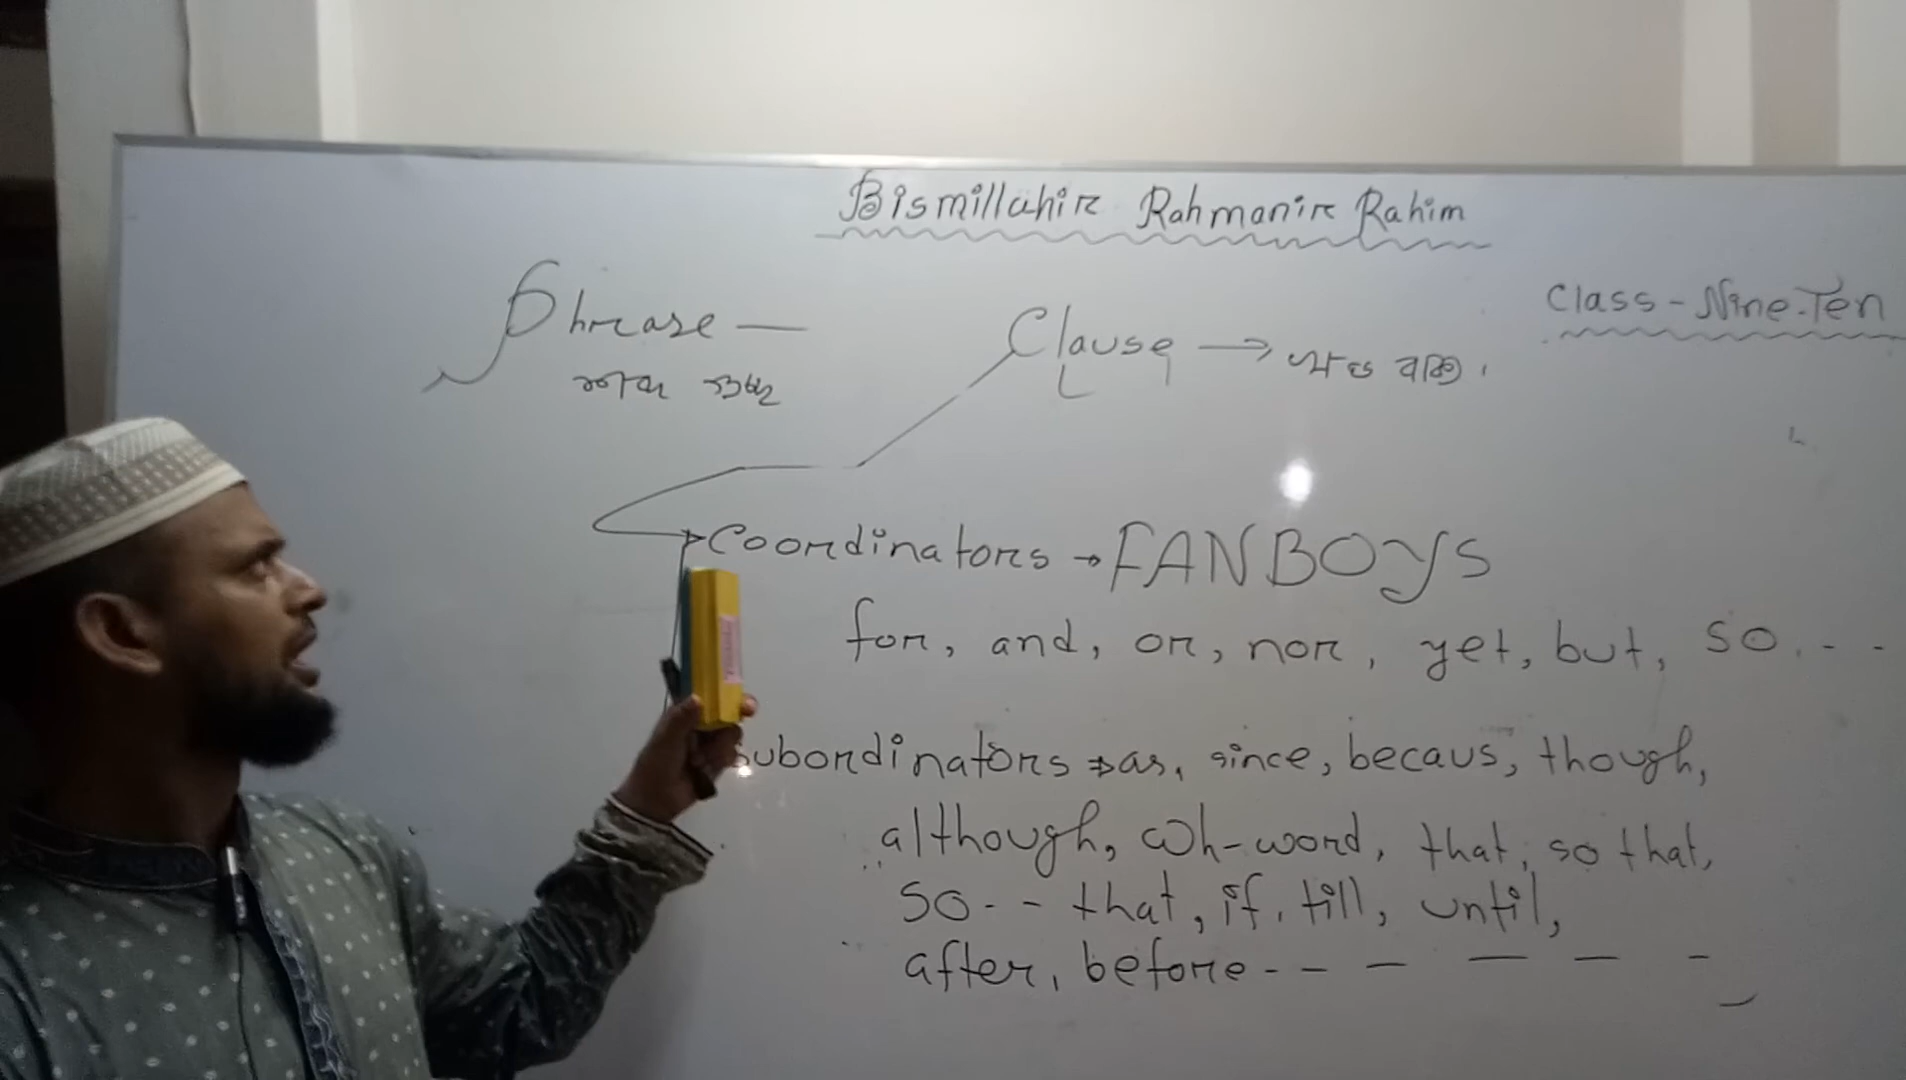 Bismillahir Rahmanir Rahim
Class - Nine-Ten
Phrase —
Clause → খণ্ড বাক্য।
Coordinators → FANBOYS
for, and, or, nor, yet, but, so, - -
Subordinators ⇒ as, since, becaus, though,
although, Wh-word, that, so that,
so - - that, if, till, until,
after, before - - — — — -